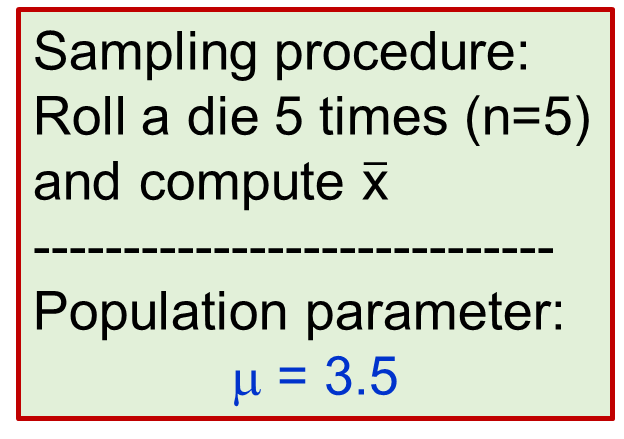 Sampling procedure:
Roll a die 5 times (n=5)
and compute x̅
-----------------------------
Population parameter:
μ = 3.5